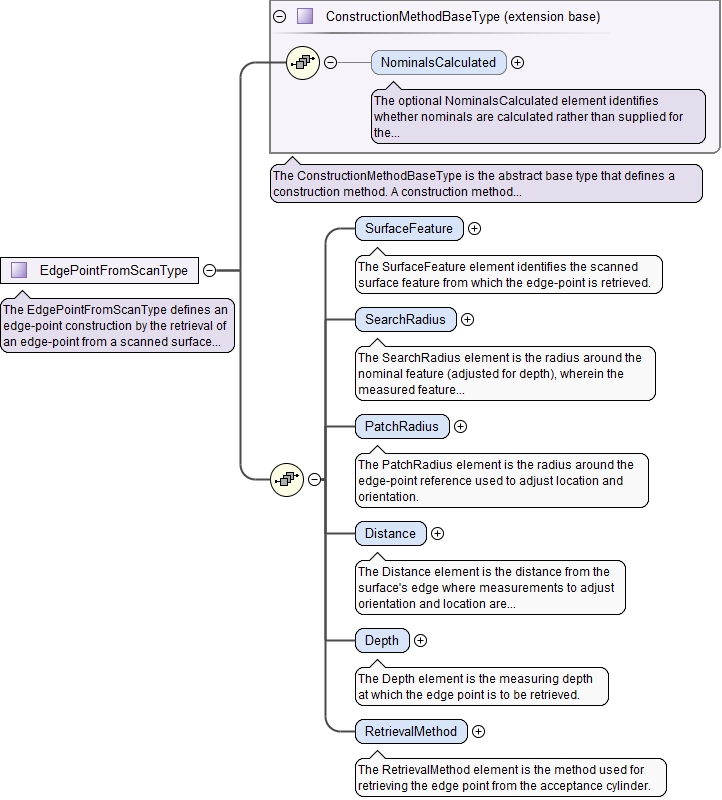 ConstructionMethodBaseType (extension base)
NominalsCalculated
The optional NominalsCalculated element identifies
whether nominals are calculated rather than supplied for
the...
The ConstructionMethodBaseType is the abstract base type that defines a
construction method. A construction method...
EdgePointFromScanType
The EdgePointFromScanType defines an
edge-point construction by the retrieval of
an edge-point from a scanned surface...
SurfaceFeature
The SurfaceFeature element identifies the scanned
surface feature from which the edge-point is retrieved.
SearchRadius
The SearchRadius element is the radius around the
nominal feature (adjusted for depth), wherein the
measured feature...
PatchRadius
The PatchRadius element is the radius around the
edge-point reference used to adjust location and
orientation.
Distance
The Distance element is the distance from the
surface's edge where measurements to adjust
orientation and location are...
Depth
The Depth element is the measuring depth
at which the edge point is to be retrieved.
RetrievalMethod
The RetrievalMethod element is the method used for
retrieving the edge point from the acceptance cylinder.